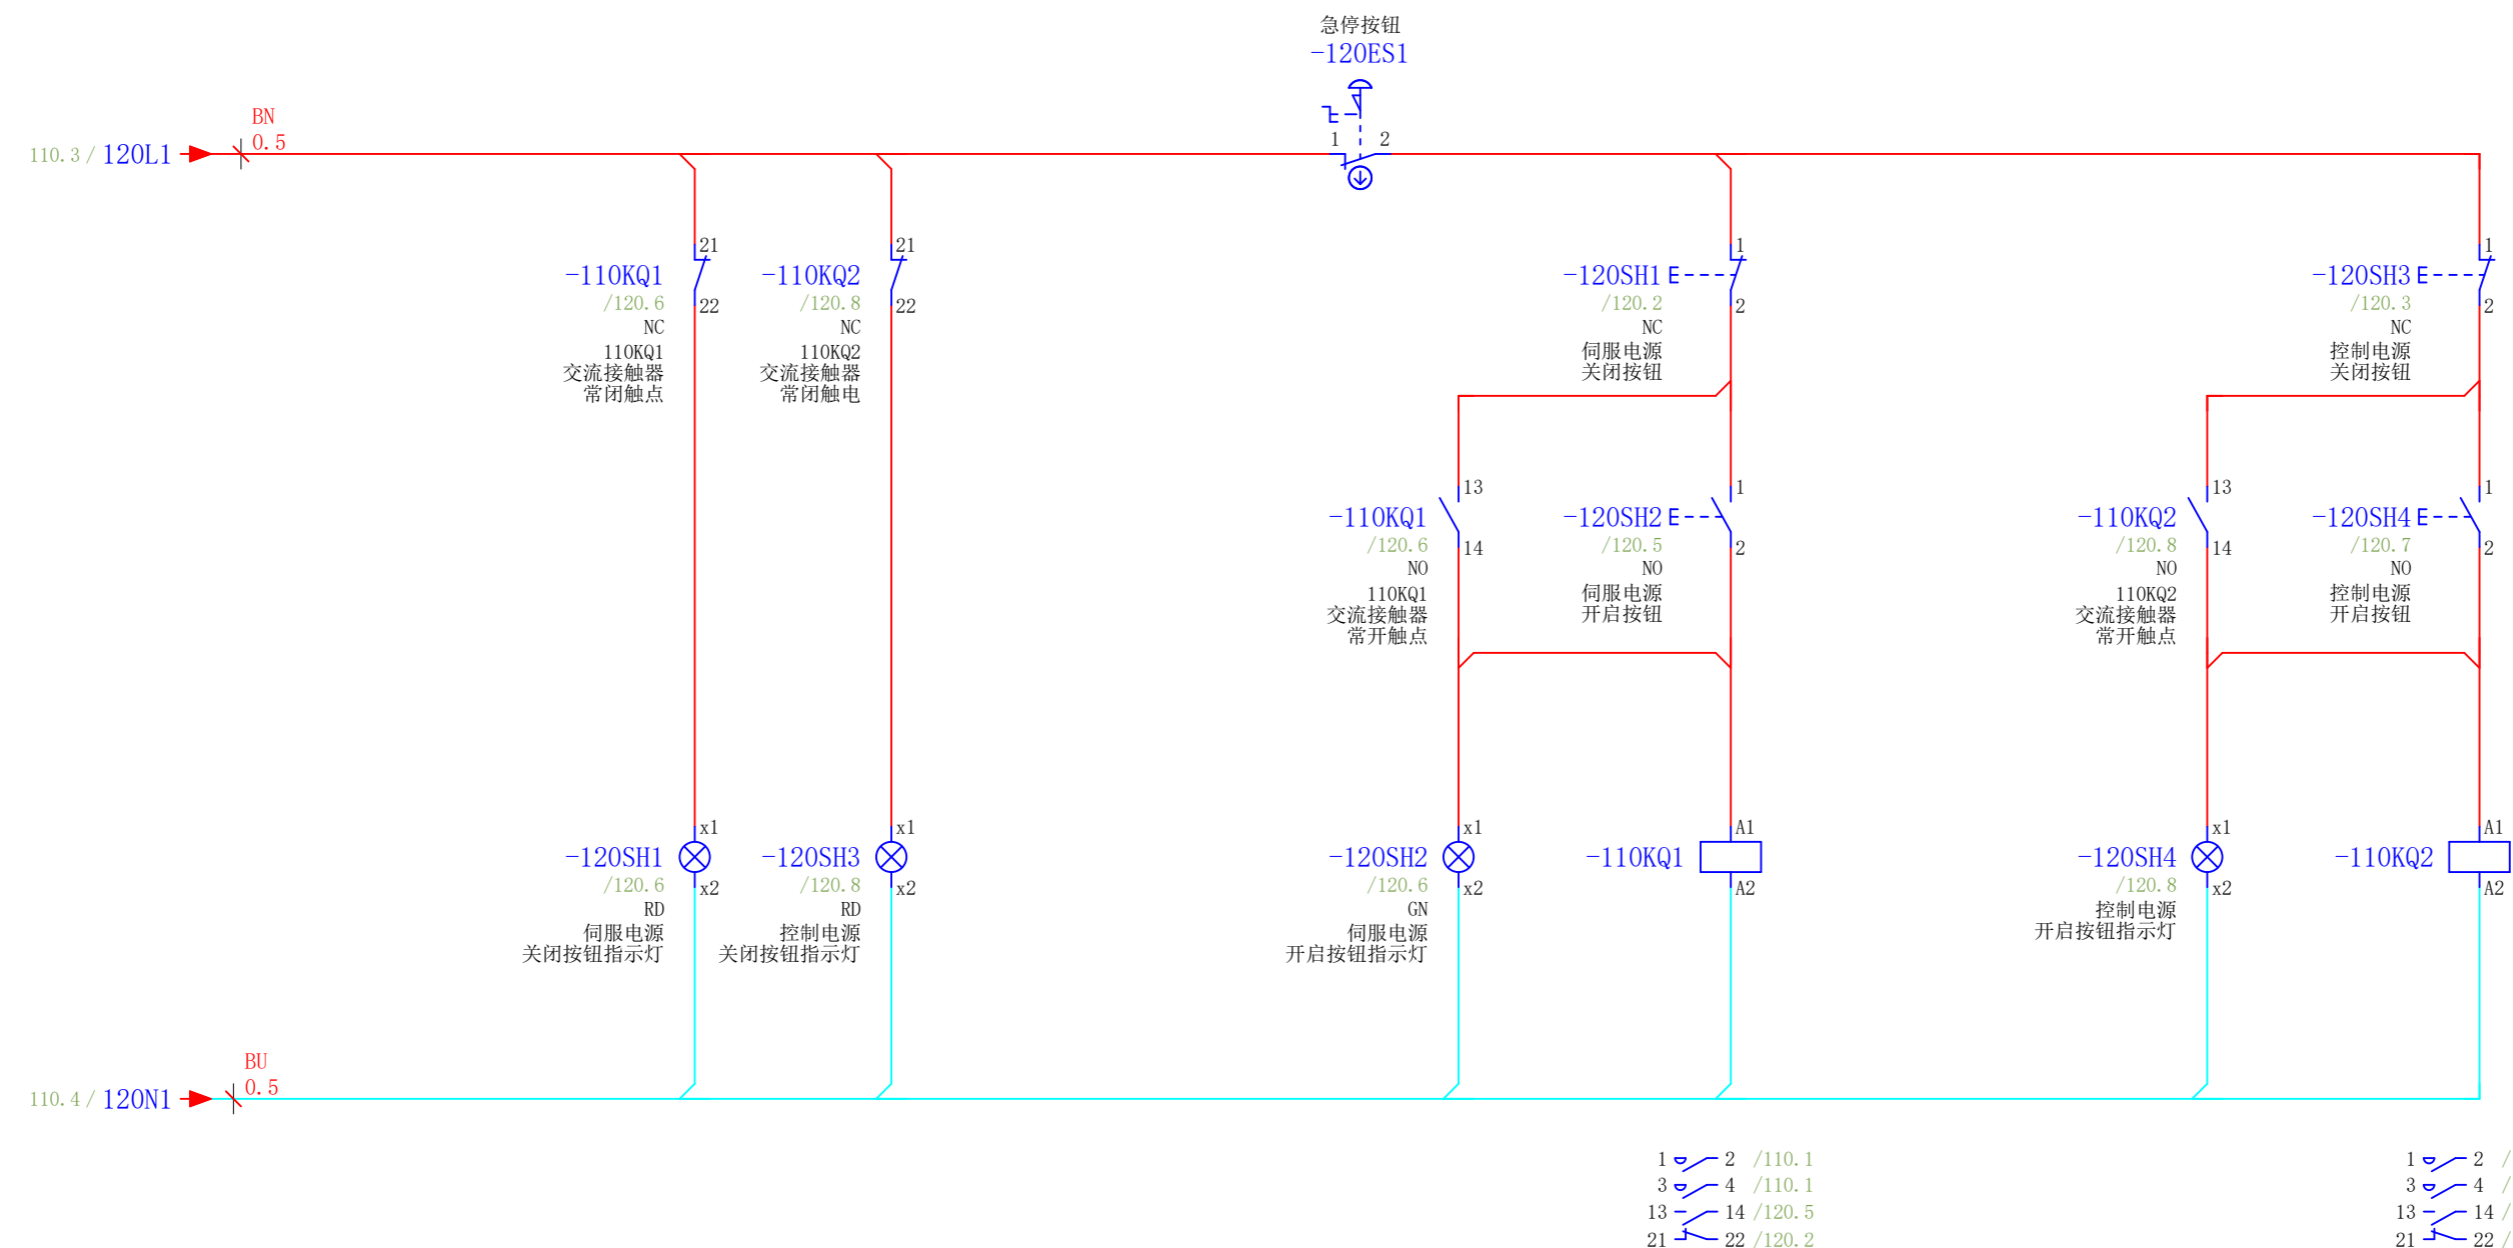 急停按钮
-120ES1
1 2
BN
0.5
110.3 / 120L1
21
-110KQ1
/120.6
22
NC
110KQ1
交流接触器
常闭触点
21
-110KQ2
/120.8
22
NC
110KQ2
交流接触器
常闭触电
1
-120SH1
/120.2
2
NC
伺服电源
关闭按钮
1
-120SH3
/120.3
2
NC
控制电源
关闭按钮
13
-110KQ1
/120.6
14
NO
110KQ1
交流接触器
常开触点
1
-120SH2
/120.5
2
NO
伺服电源
开启按钮
13
-110KQ2
/120.8
14
NO
110KQ2
交流接触器
常开触点
1
-120SH4
/120.7
2
NO
控制电源
开启按钮
x1
-120SH1
/120.6
x2
RD
伺服电源
关闭按钮指示灯
x1
-120SH3
/120.8
x2
RD
控制电源
关闭按钮指示灯
x1
-120SH2
/120.6
x2
GN
伺服电源
开启按钮指示灯
A1
-110KQ1
A2
x1
-120SH4
/120.8
x2
控制电源
开启按钮指示灯
A1
-110KQ2
A2
BU
0.5
110.4 / 120N1
1 2 /110.1
3 4 /110.1
13 14 /120.5
21 22 /120.2
1 2 /
3 4 /
13 14 /
21 22 /